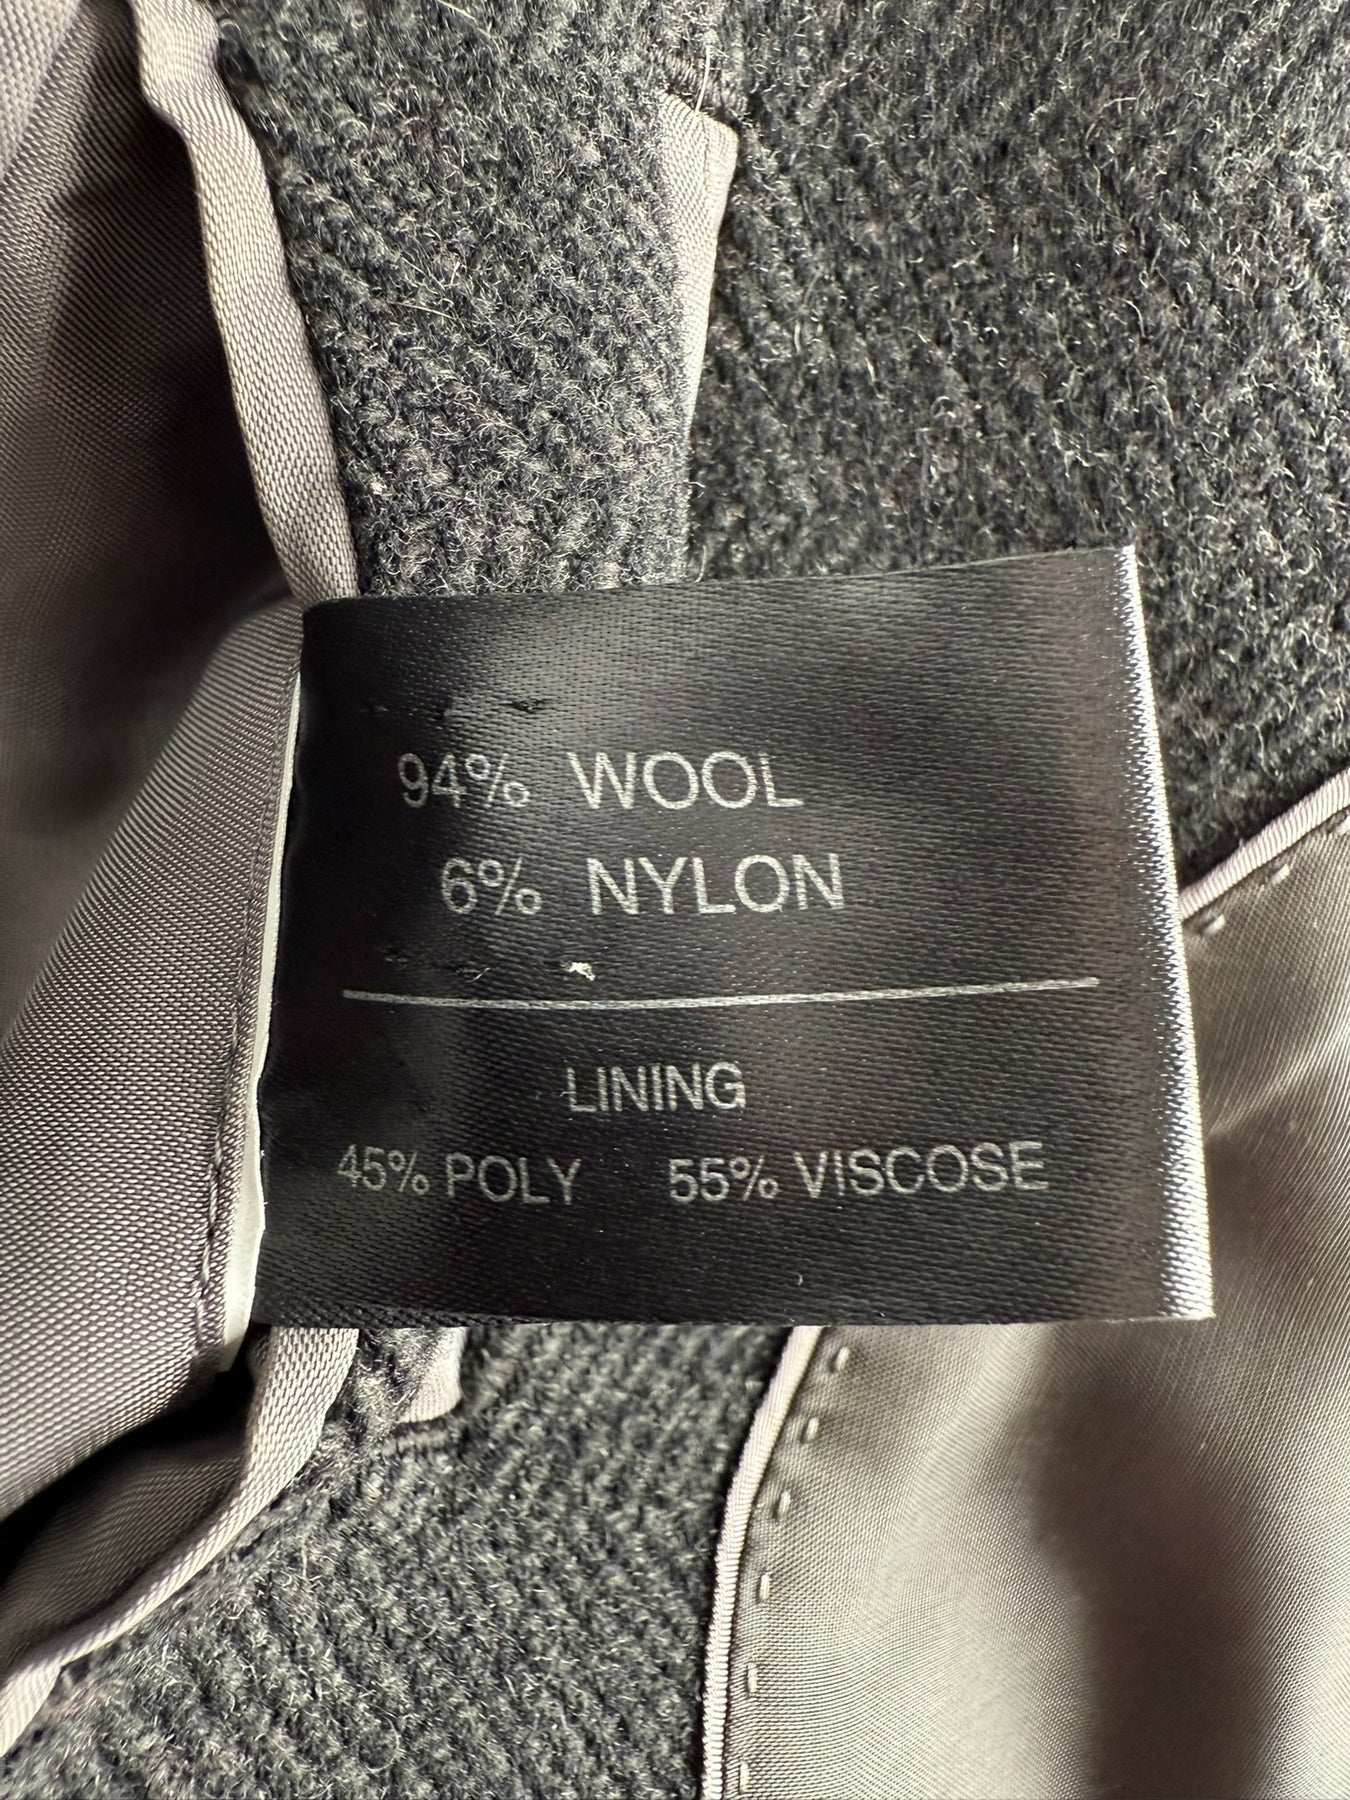 94% WOOL
6% NYLON
LINING
45% POLY 55% VISCOSE